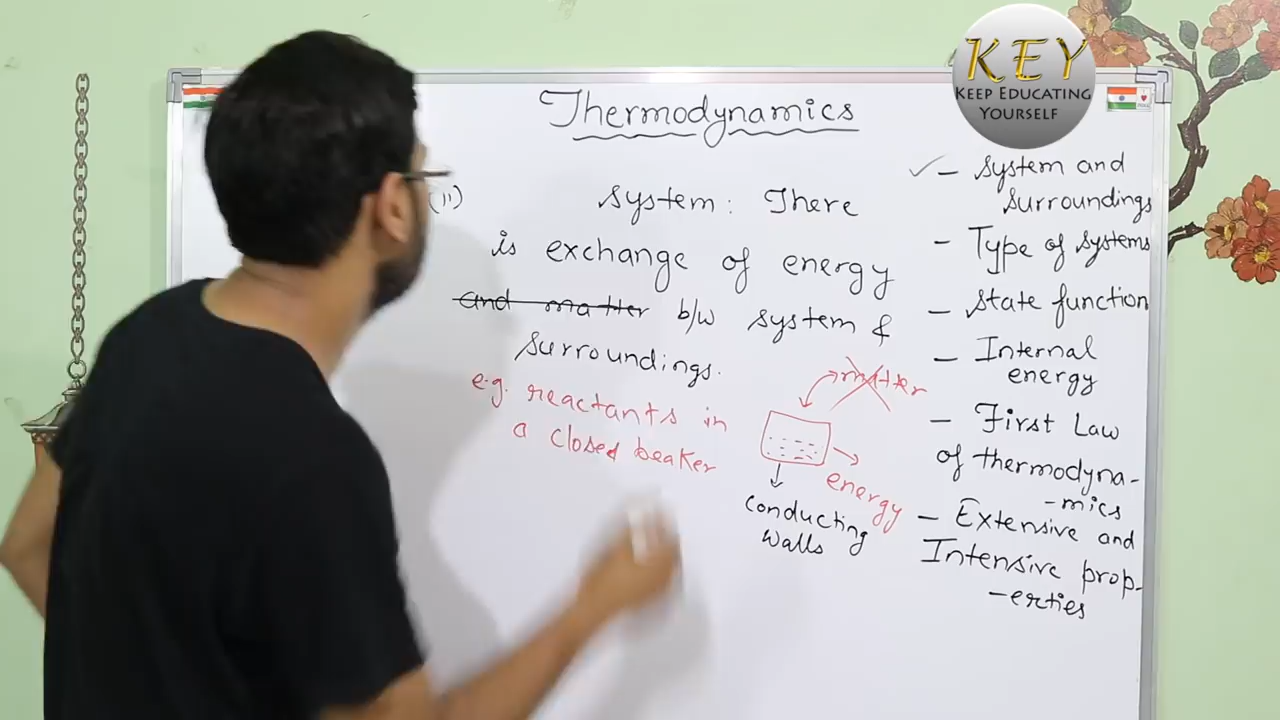 KEY
KEEP EDUCATING
YOURSELF
Thermodynamics
(ii) system: There
is exchange of energy
and matter b/w system &
surroundings.
e.g. reactants in
a closed beaker
matter
energy
conducting
walls
- system and
surroundings
- Type of systems
- state function
- Internal
energy
- First Law
of thermodyna-
-mics
- Extensive and
Intensive prop-
-erties